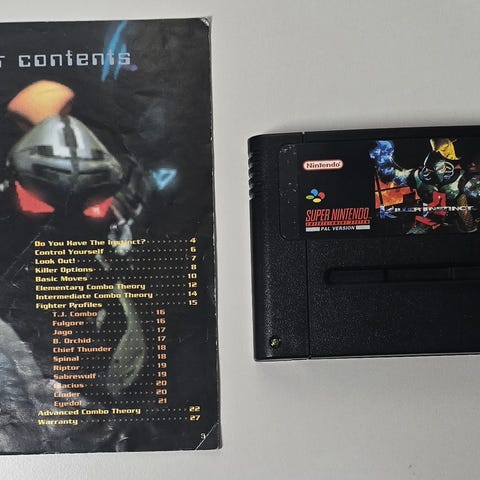 contents
Do You Have The Instinct? 4
Control Yourself 6
Look Out! 7
Killer Options 8
Basic Moves 10
Elementary Combo Theory 12
Intermediate Combo Theory 14
Fighter Profiles 15
T.J. Combo 16
Fulgore 16
Jago 17
B. Orchid 17
Chief Thunder 18
Spinal 18
Riptor 19
Sabrewulf 19
Glacius 20
Cinder 20
Eyedol 21
Advanced Combo Theory 22
Warranty 27
3
Nintendo
SUPER NINTENDO
ENTERTAINMENT SYSTEM
PAL VERSION
KILLER INSTINCT